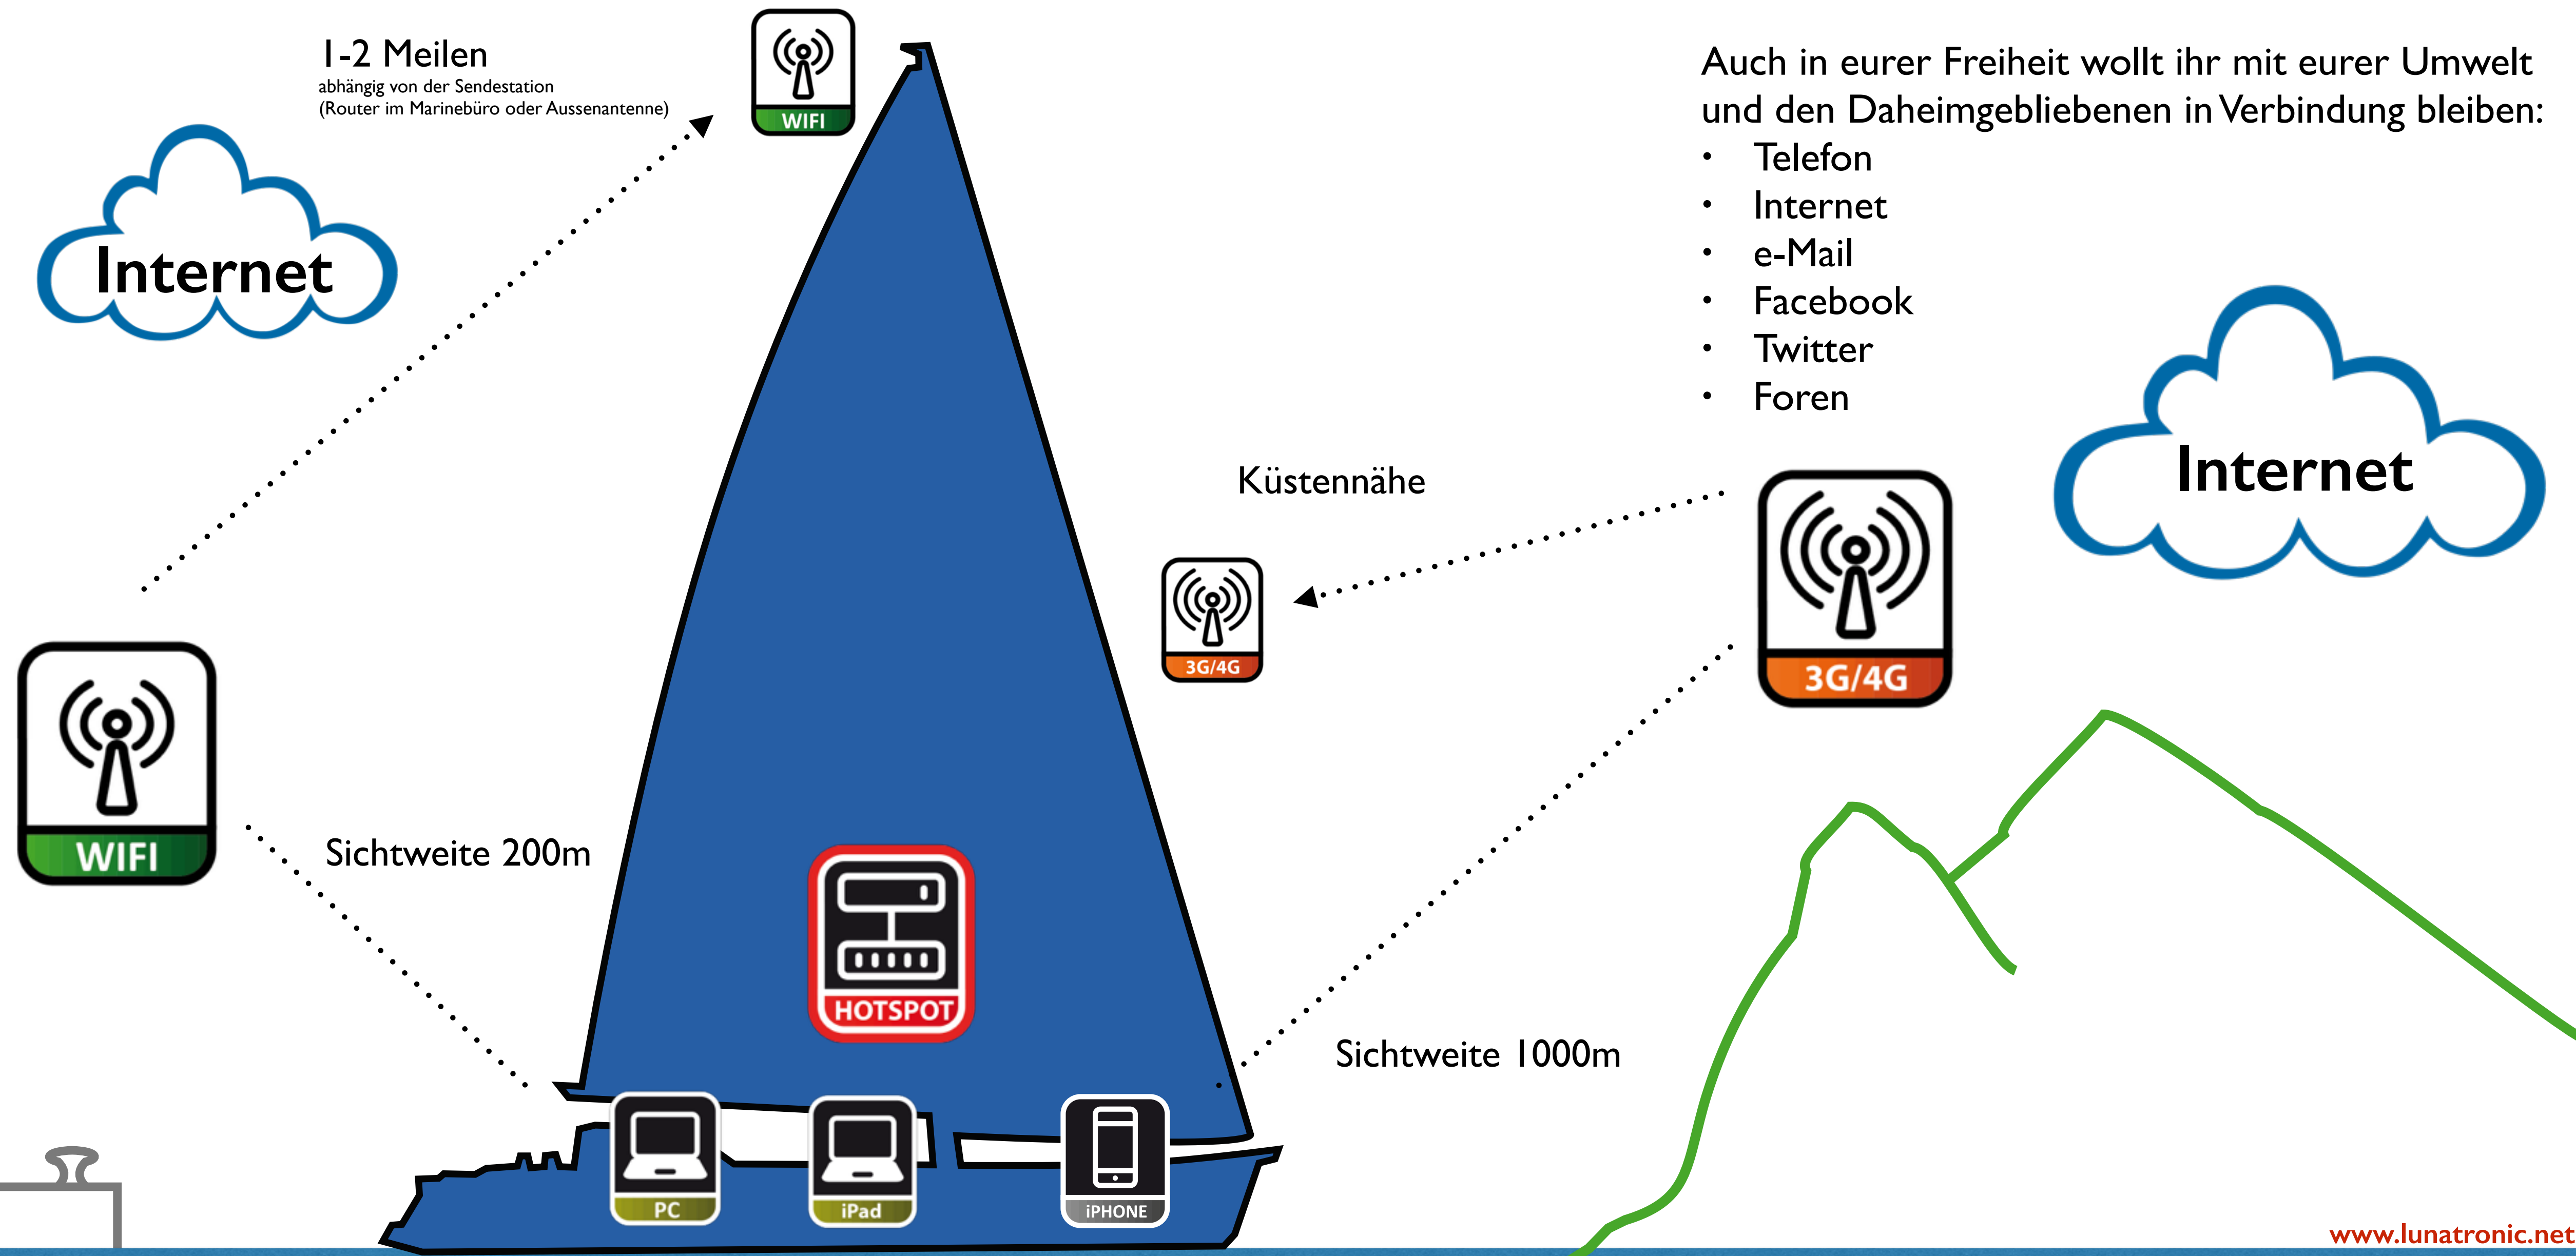 1-2 Meilen
abhängig von der Sendestation
(Router im Marinebüro oder Aussenantenne)
WIFI
Internet
Auch in eurer Freiheit wollt ihr mit eurer Umwelt
und den Daheimgebliebenen in Verbindung bleiben:
• Telefon
• Internet
• e-Mail
• Facebook
• Twitter
• Foren
Internet
Küstennähe
3G/4G
3G/4G
WIFI
Sichtweite 200m
HOTSPOT
Sichtweite 1000m
PC
iPad
iPHONE
www.lunatronic.net